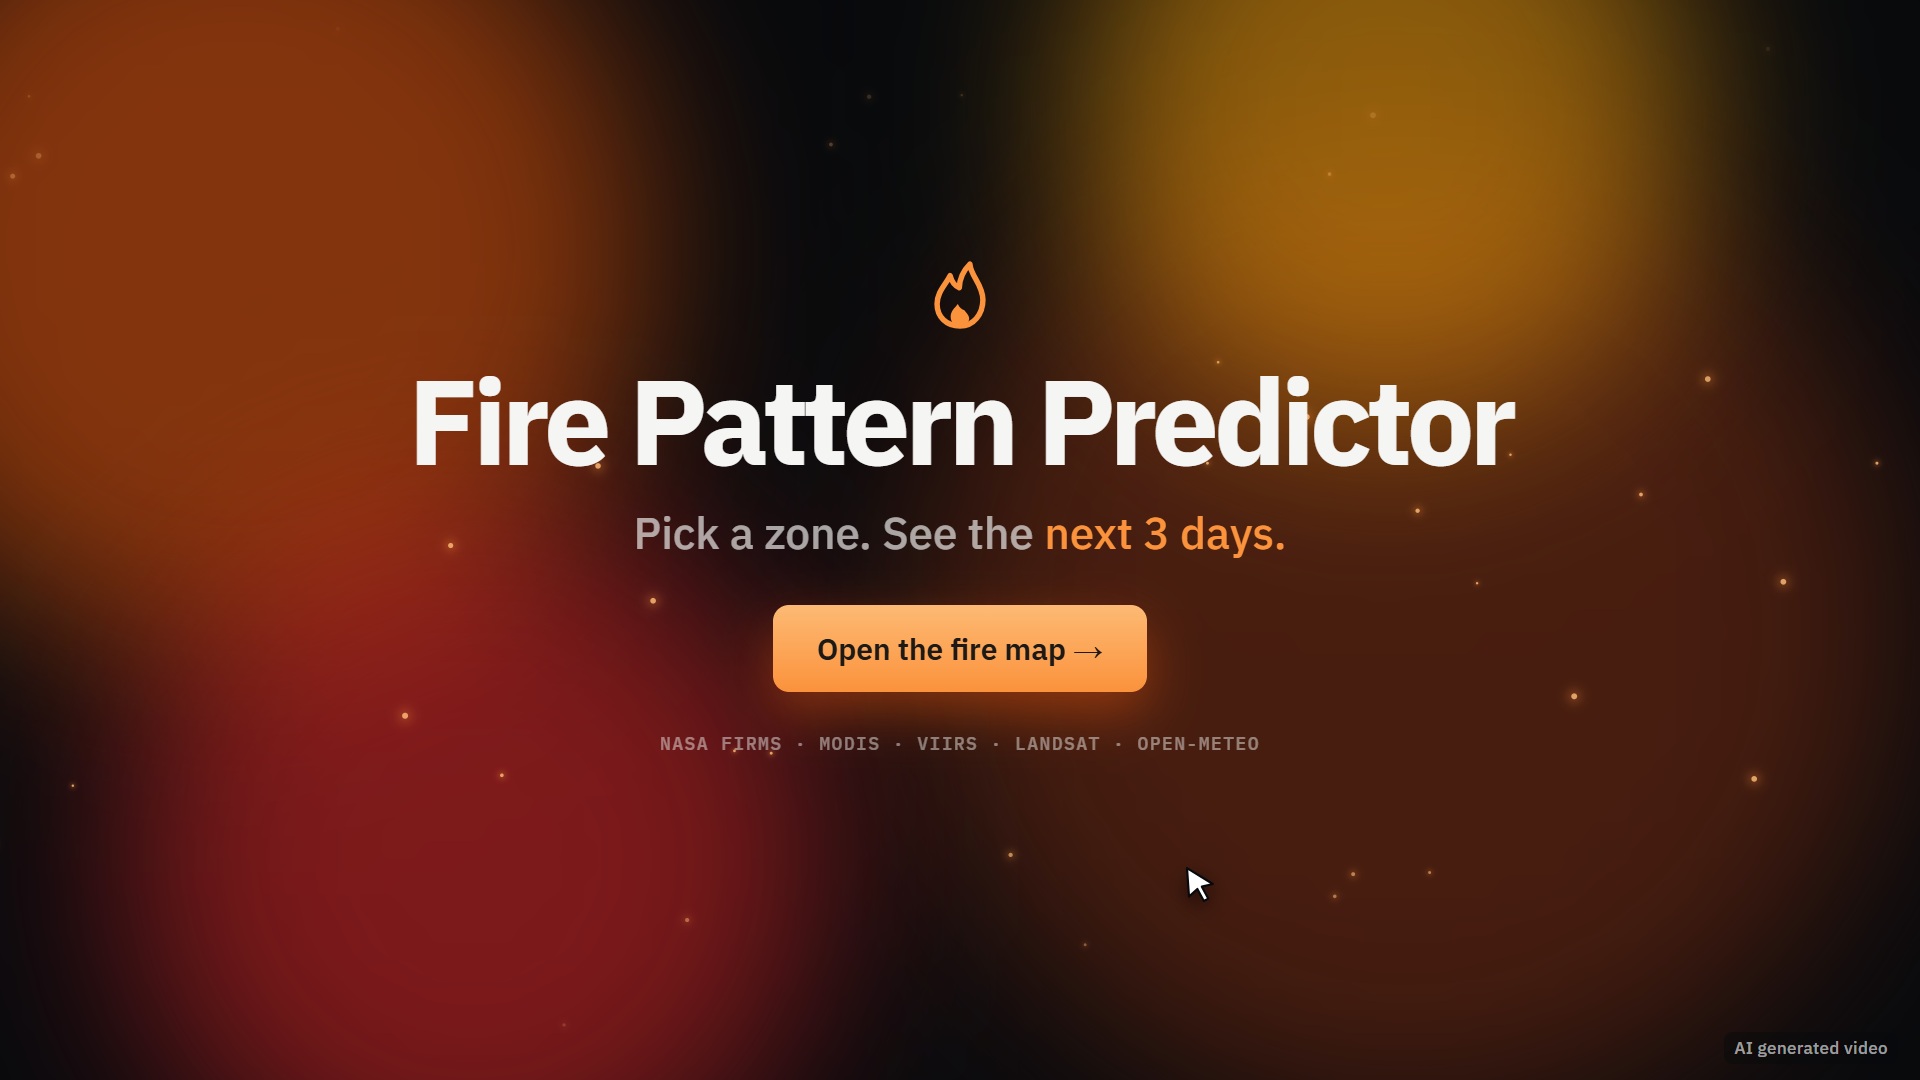 Fire Pattern Predictor
Pick a zone. See the next 3 days.
Open the fire map →
NASA FIRMS · MODIS · VIIRS · LANDSAT · OPEN-METEO
AI generated video